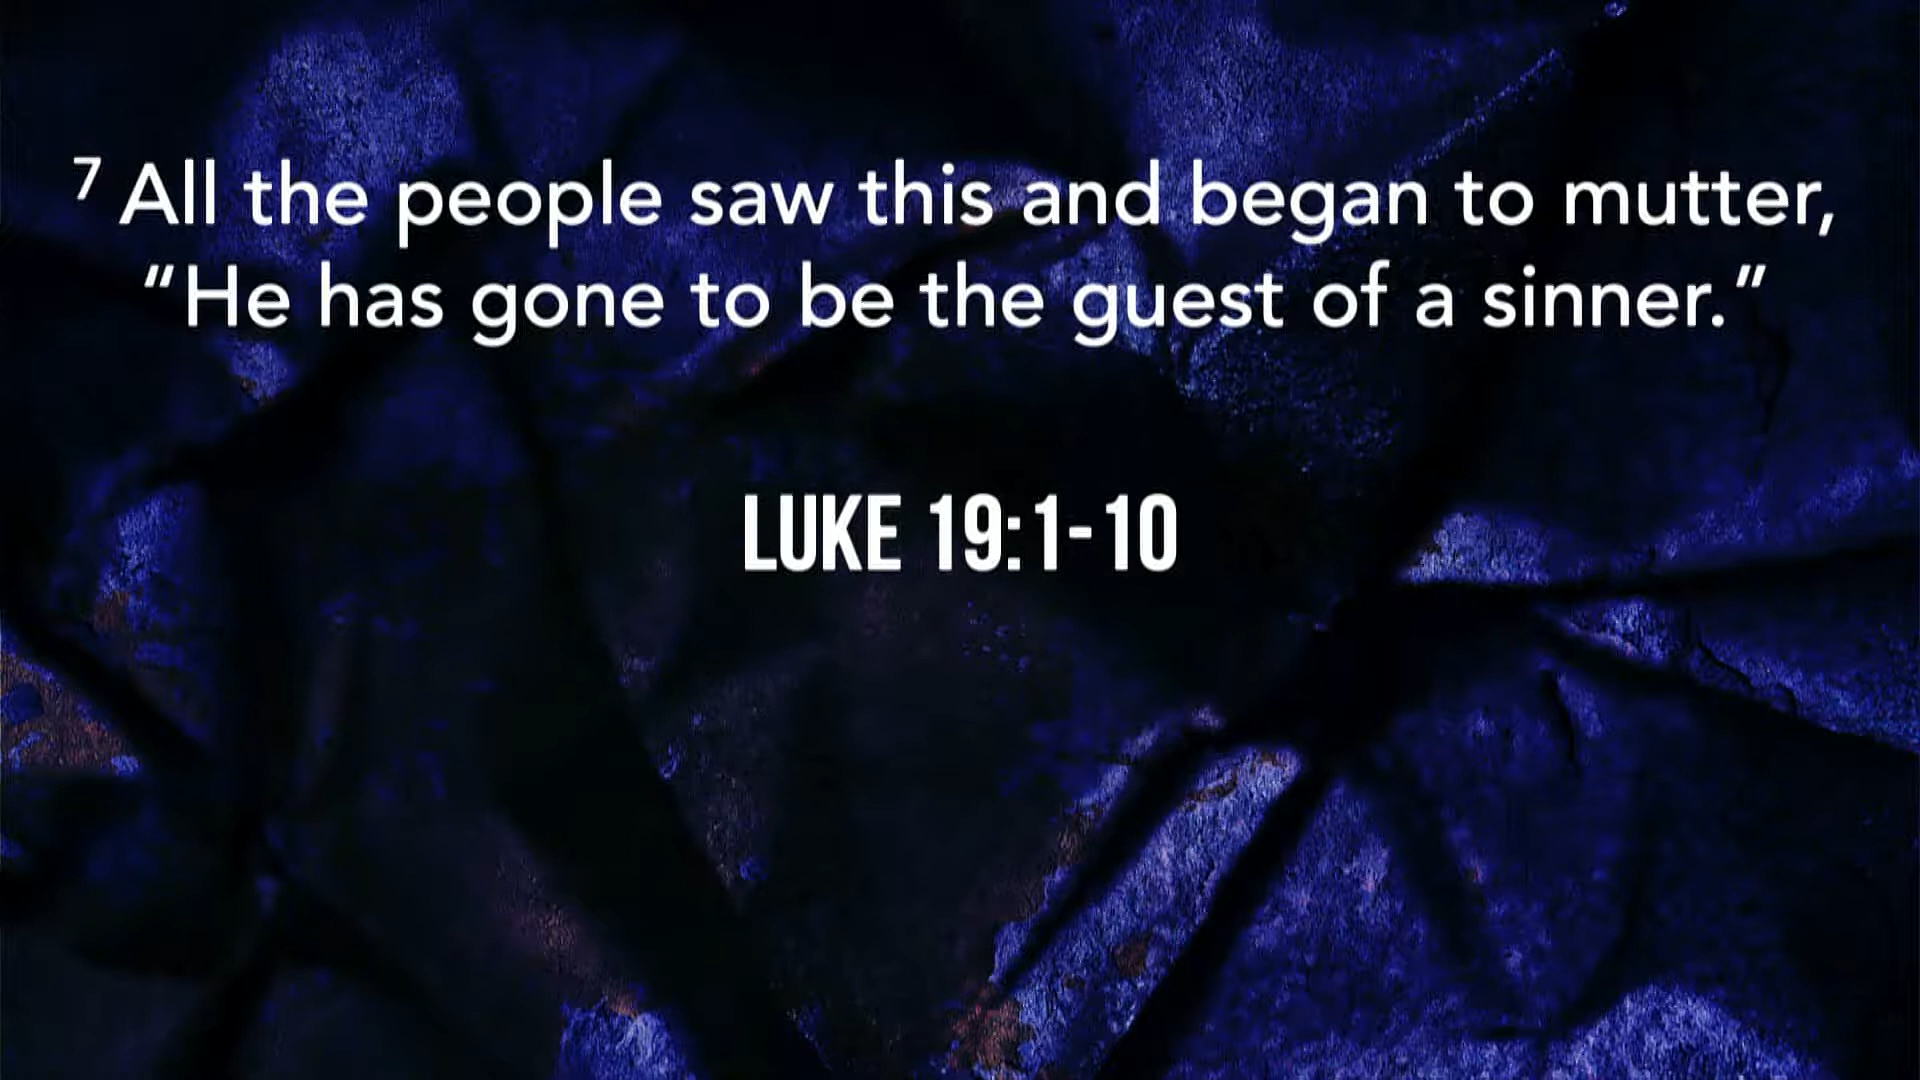 7 All the people saw this and began to mutter,
“He has gone to be the guest of a sinner.”
LUKE 19:1-10